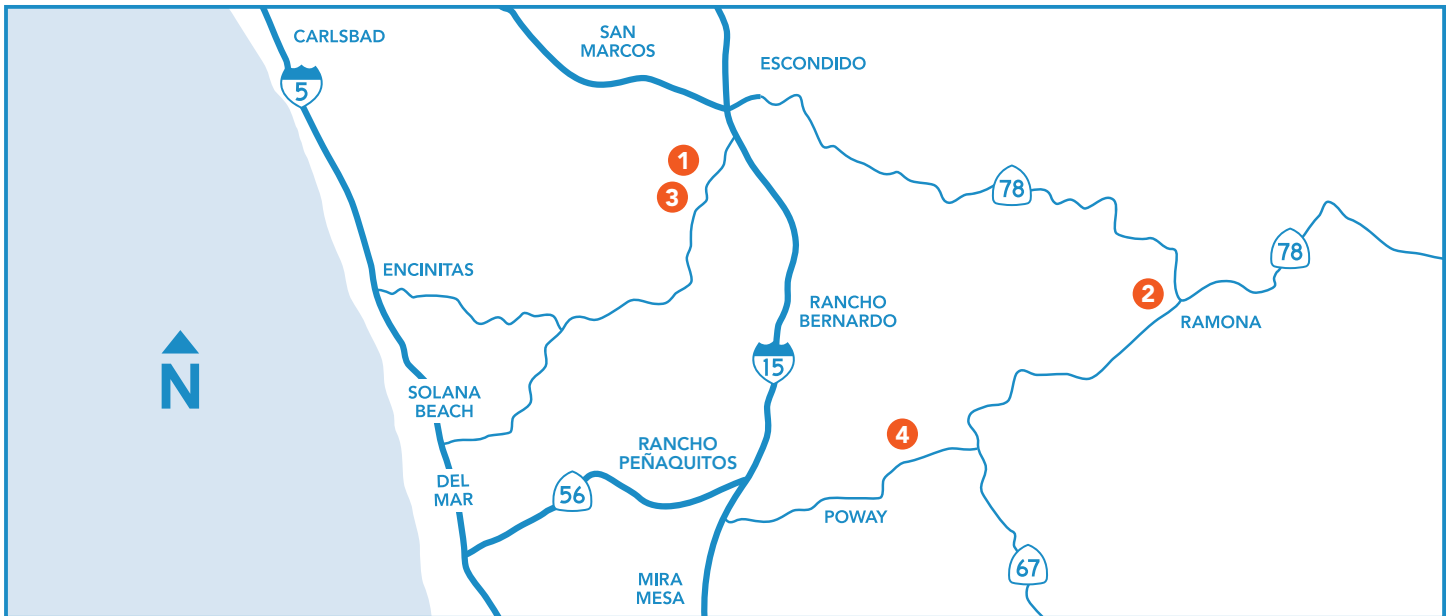 CARLSBAD
SAN
MARCOS
ESCONDIDO
5
1
3
78
78
ENCINITAS
2
RANCHO
BERNARDO
RAMONA
N
15
SOLANA
BEACH
4
RANCHO
PEÑAQUITOS
DEL
MAR
56
POWAY
67
MIRA
MESA